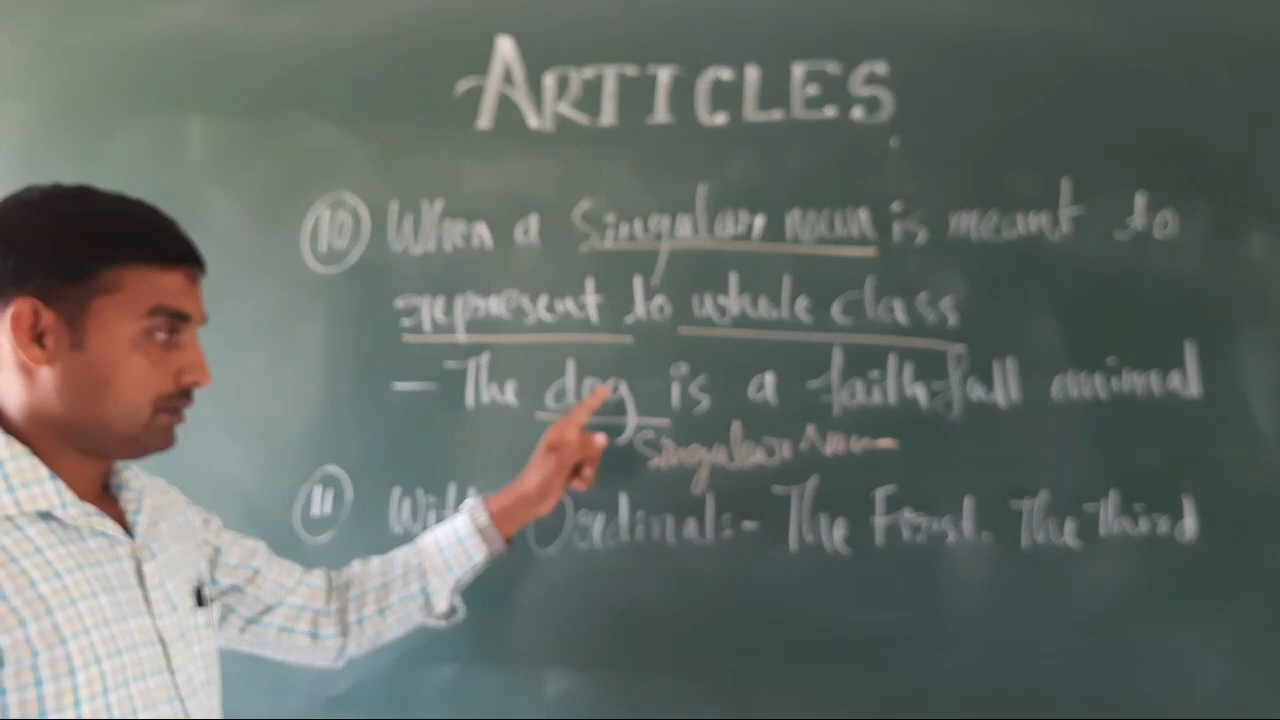 ARTICLES
10 When a Singular noun is meant to
represent to whole class
- The dog is a faithfull animal
Singular Noun
11 With Ordinal:- The First. The Third